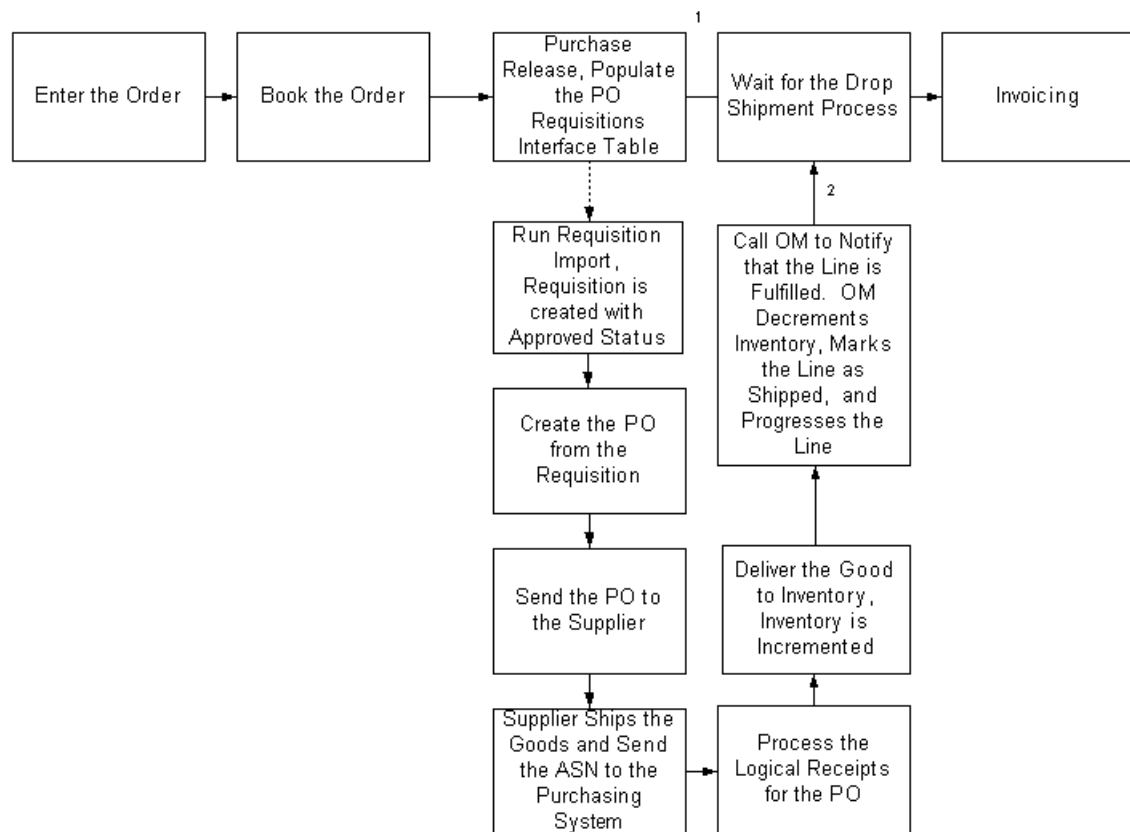 1
Enter the Order
Book the Order
Purchase
Release, Populate
the PO
Requisitions
Interface Table
Wait for the Drop
Shipment Process
Invoicing
2
Run Requisition
Import,
Requisition is
created with
Approved Status
Call OM to Notify
that the Line is
Fulfilled. OM
Decrements
Inventory, Marks
the Line as
Shipped, and
Progresses the
Line
Create the PO
from the
Requisition
Send the PO to
the Supplier
Deliver the Good
to Inventory,
Inventory is
Incremented
Supplier Ships the
Goods and Send
the ASN to the
Purchasing
System
Process the
Logical Receipts
for the PO